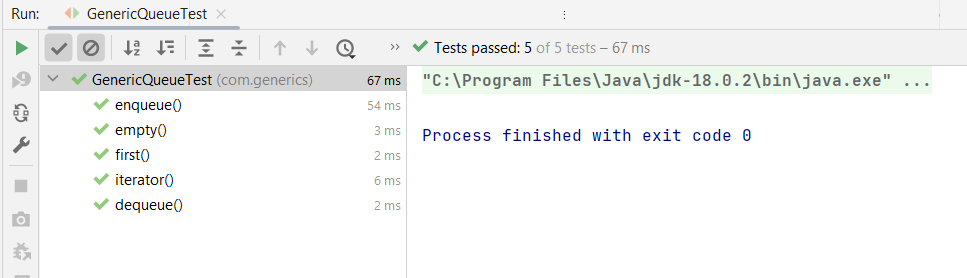 Run: GenericQueueTest
Tests passed: 5 of 5 tests – 67 ms
GenericQueueTest (com.generics) 67 ms
enqueue() 54 ms
empty() 3 ms
first() 2 ms
iterator() 6 ms
dequeue() 2 ms
"C:\Program Files\Java\jdk-18.0.2\bin\java.exe" ...
Process finished with exit code 0